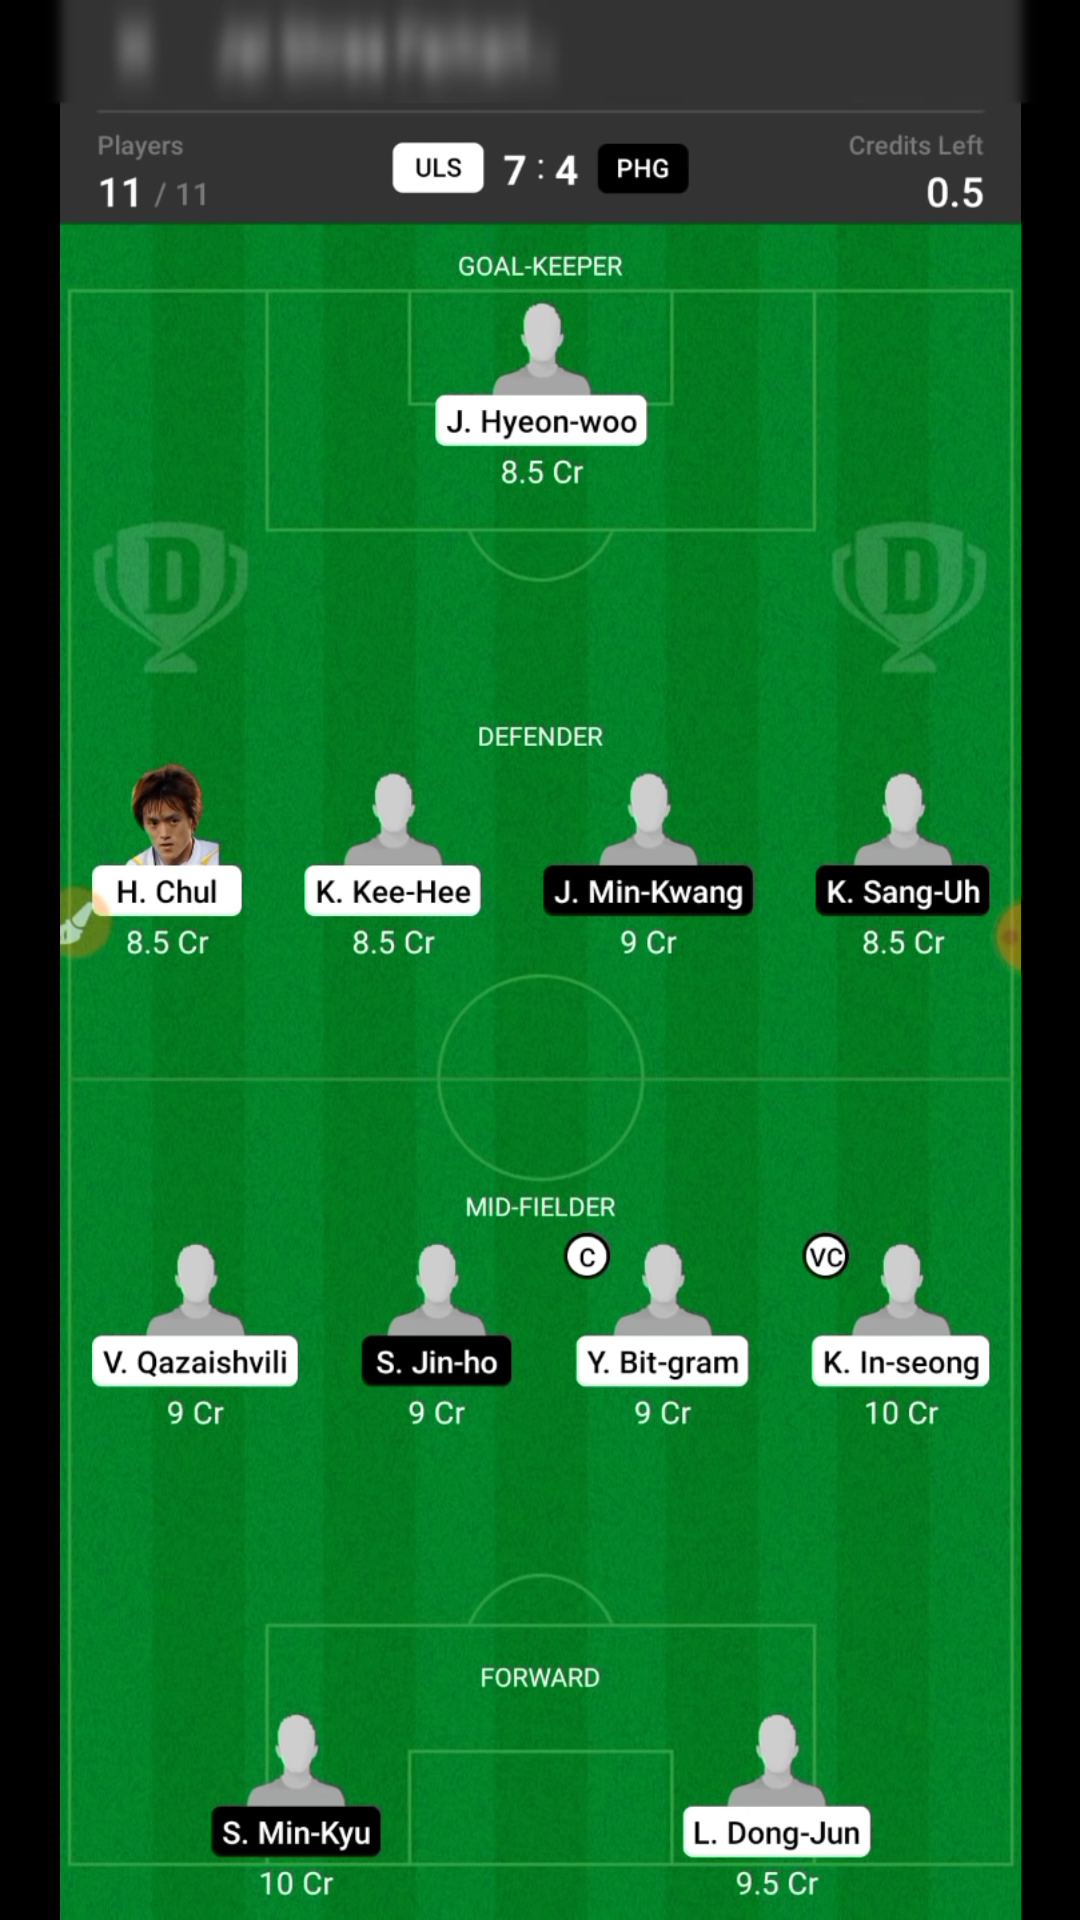 Players
11 / 11
ULS 7 : 4 PHG
Credits Left
0.5
GOAL-KEEPER
J. Hyeon-woo
8.5 Cr
D D
DEFENDER
H. Chul K. Kee-Hee J. Min-Kwang K. Sang-Uh
8.5 Cr 8.5 Cr 9 Cr 8.5 Cr
MID-FIELDER
C VC
V. Qazaishvili S. Jin-ho Y. Bit-gram K. In-seong
9 Cr 9 Cr 9 Cr 10 Cr
FORWARD
S. Min-Kyu L. Dong-Jun
10 Cr 9.5 Cr